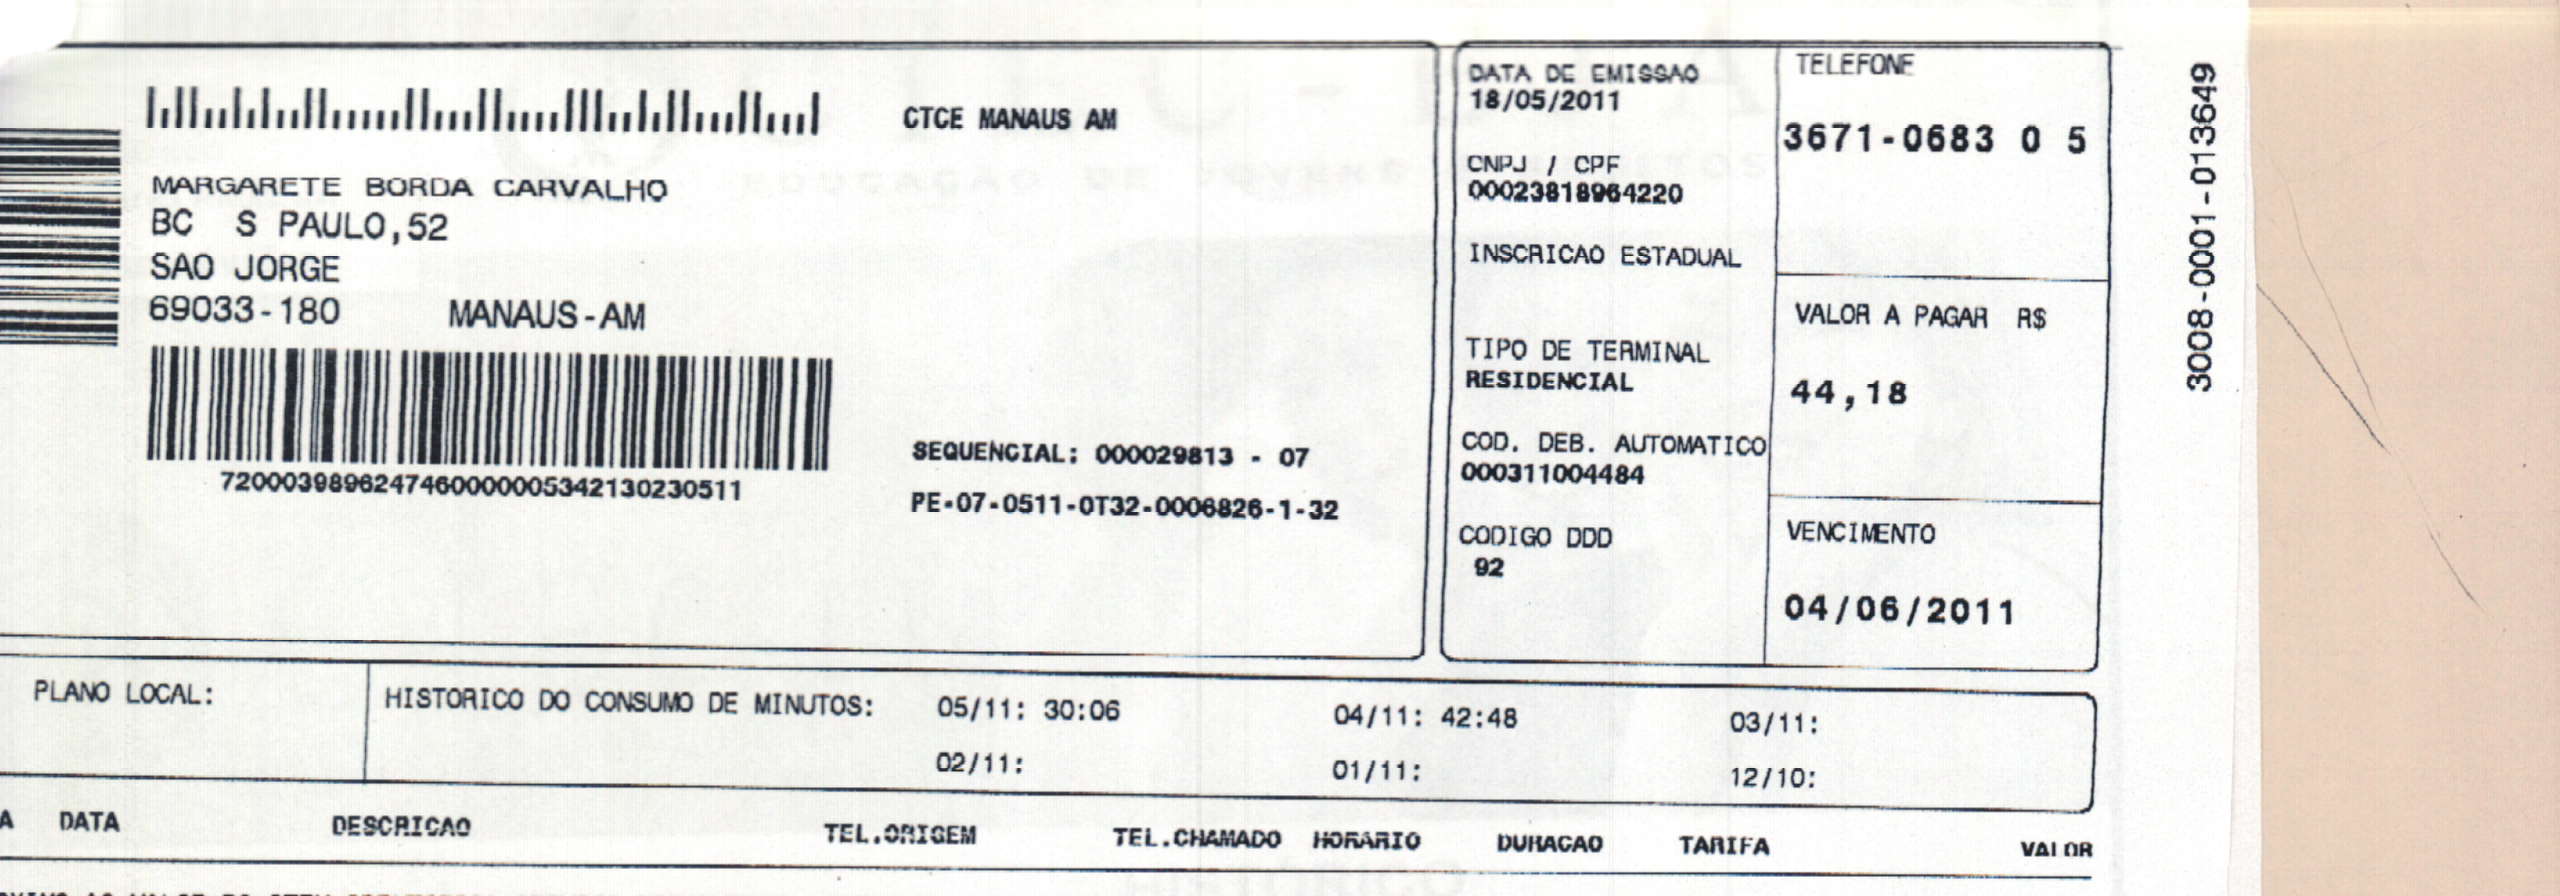 CTCE MANAUS AM
MARGARETE BORDA CARVALHO
BC S PAULO,52
SAO JORGE
69033-180 MANAUS-AM
7200039896247460000005342130230511
SEQUENCIAL: 000029813 - 07
PE-07-0511-0T32-0006826-1-32
DATA DE EMISSAO
18/05/2011
CNPJ / CPF
00023818964220
INSCRICAO ESTADUAL
TIPO DE TERMINAL
RESIDENCIAL
COD. DEB. AUTOMATICO
000311004484
CODIGO DDD
92
TELEFONE
3671-0683 0 5
VALOR A PAGAR R$
44,18
VENCIMENTO
04/06/2011
3008-0001-013649
PLANO LOCAL:
HISTORICO DO CONSUMO DE MINUTOS: 05/11: 30:06 04/11: 42:48 03/11:
02/11: 01/11: 12/10:
A DATA DESCRICAO TEL.ORIGEM TEL.CHAMADO HORARIO DURACAO TARIFA VALOR